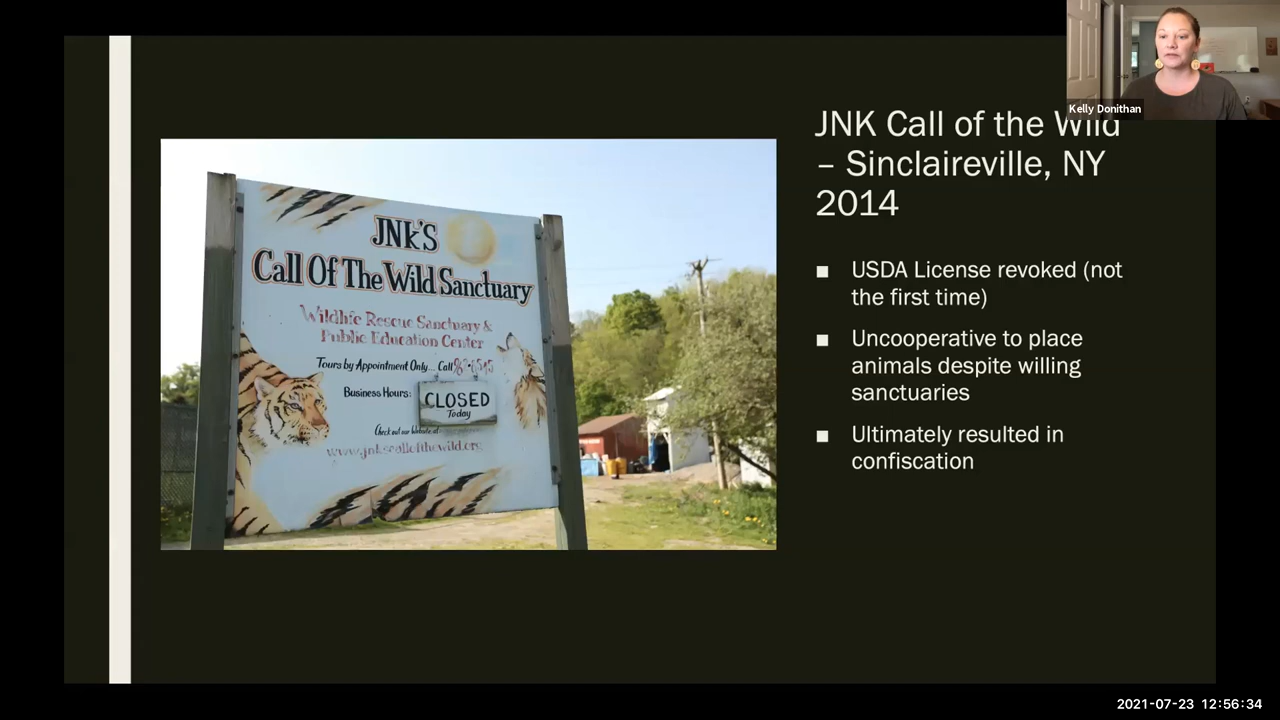 Kelly Donithan
JNK Call of the Wild
– Sinclaireville, NY
2014
■ USDA License revoked (not
the first time)
■ Uncooperative to place
animals despite willing
sanctuaries
■ Ultimately resulted in
confiscation
JNK'S
Call Of The Wild Sanctuary
Wildlife Rescue Sanctuary &
Public Education Center
Tours by Appointment Only... Call
Business Hours:
CLOSED
Today
Check out our Website at
www.jnkscallofthewild.org
2021-07-23 12:56:34